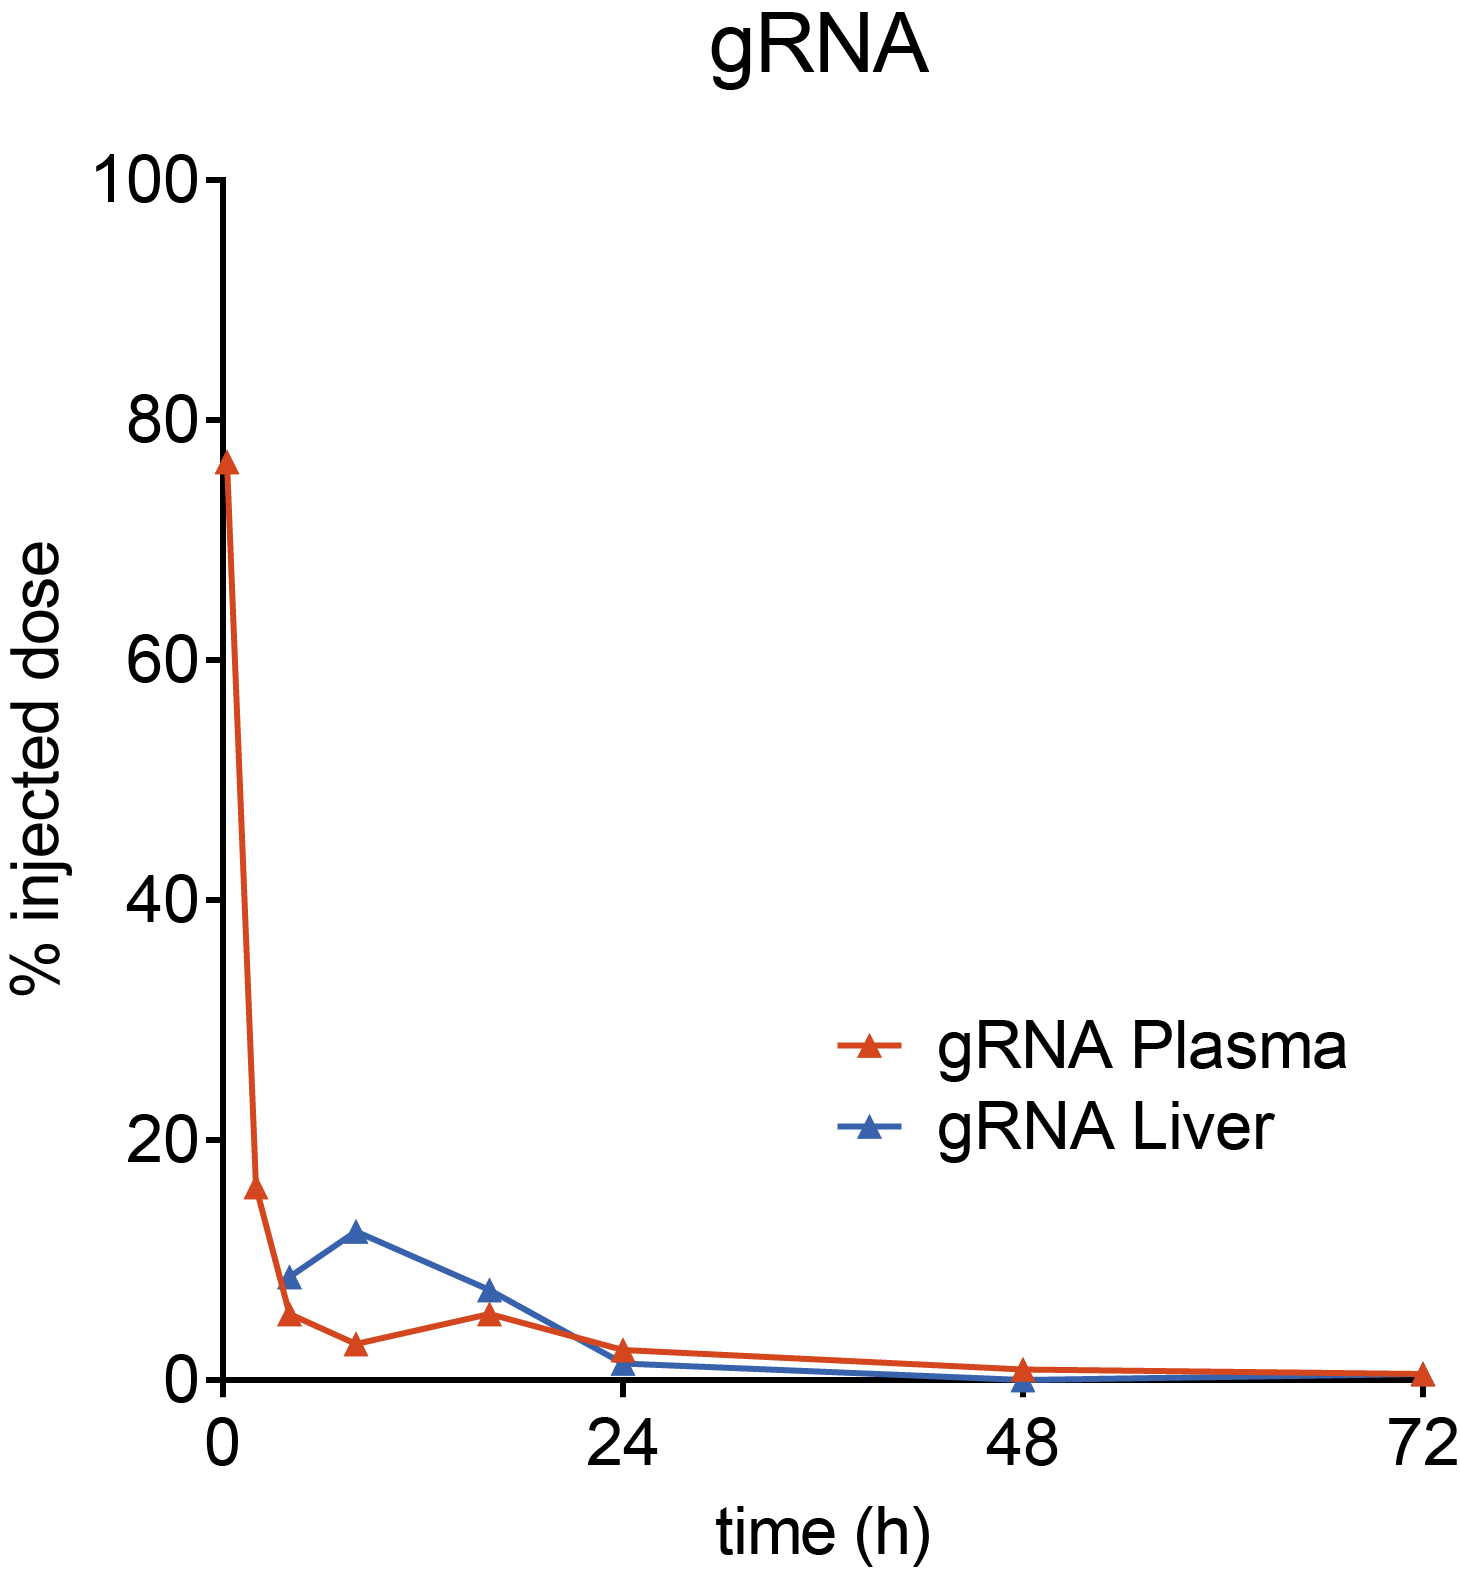 gRNA
100
80
60
40
20
0
% injected dose
gRNA Plasma
gRNA Liver
0 24 48 72
time (h)